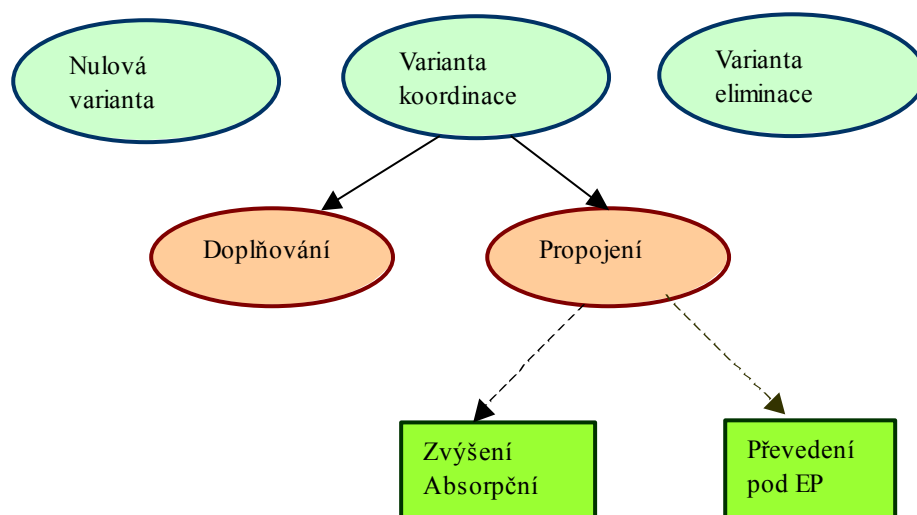 Nulová
varianta
Varianta
koordinace
Varianta
eliminace
Doplňování
Propojení
Zvýšení
Absorpční
Převedení
pod EP